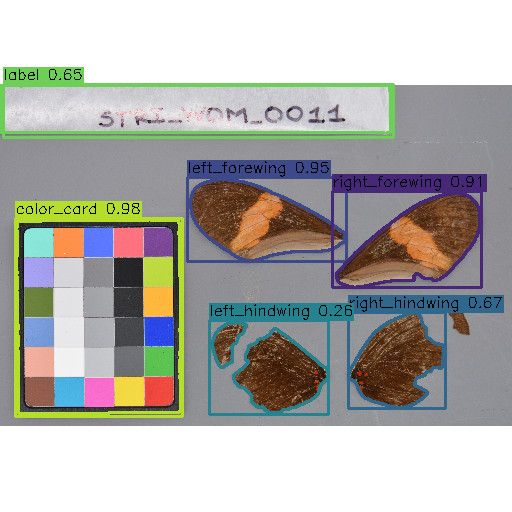 label 0.65
STRI_WOM_0011
left_forewing 0.95
right_forewing 0.91
color_card 0.98
left_hindwing 0.26
right_hindwing 0.67